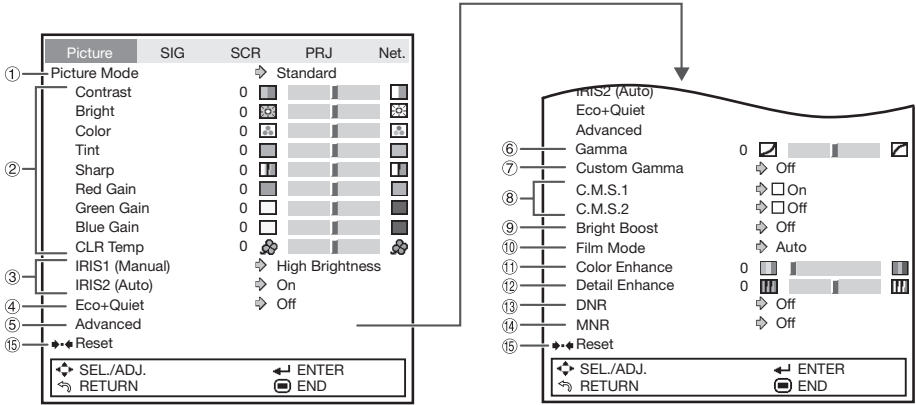 Picture SIG SCR PRJ Net.
① Picture Mode Standard
② Contrast 0
Bright 0
Color 0
Tint 0
Sharp 0
Red Gain 0
Green Gain 0
Blue Gain 0
CLR Temp 0
③ IRIS1 (Manual) High Brightness
IRIS2 (Auto) On
④ Eco+Quiet Off
⑤ Advanced
⑮ Reset
SEL./ADJ. ENTER
RETURN END
IRIS2 (Auto)
Eco+Quiet
Advanced
⑥ Gamma 0
⑦ Custom Gamma Off
⑧ C.M.S.1 On
C.M.S.2 Off
⑨ Bright Boost Off
⑩ Film Mode Auto
⑪ Color Enhance 0
⑫ Detail Enhance 0
⑬ DNR Off
⑭ MNR Off
⑮ Reset
SEL./ADJ. ENTER
RETURN END